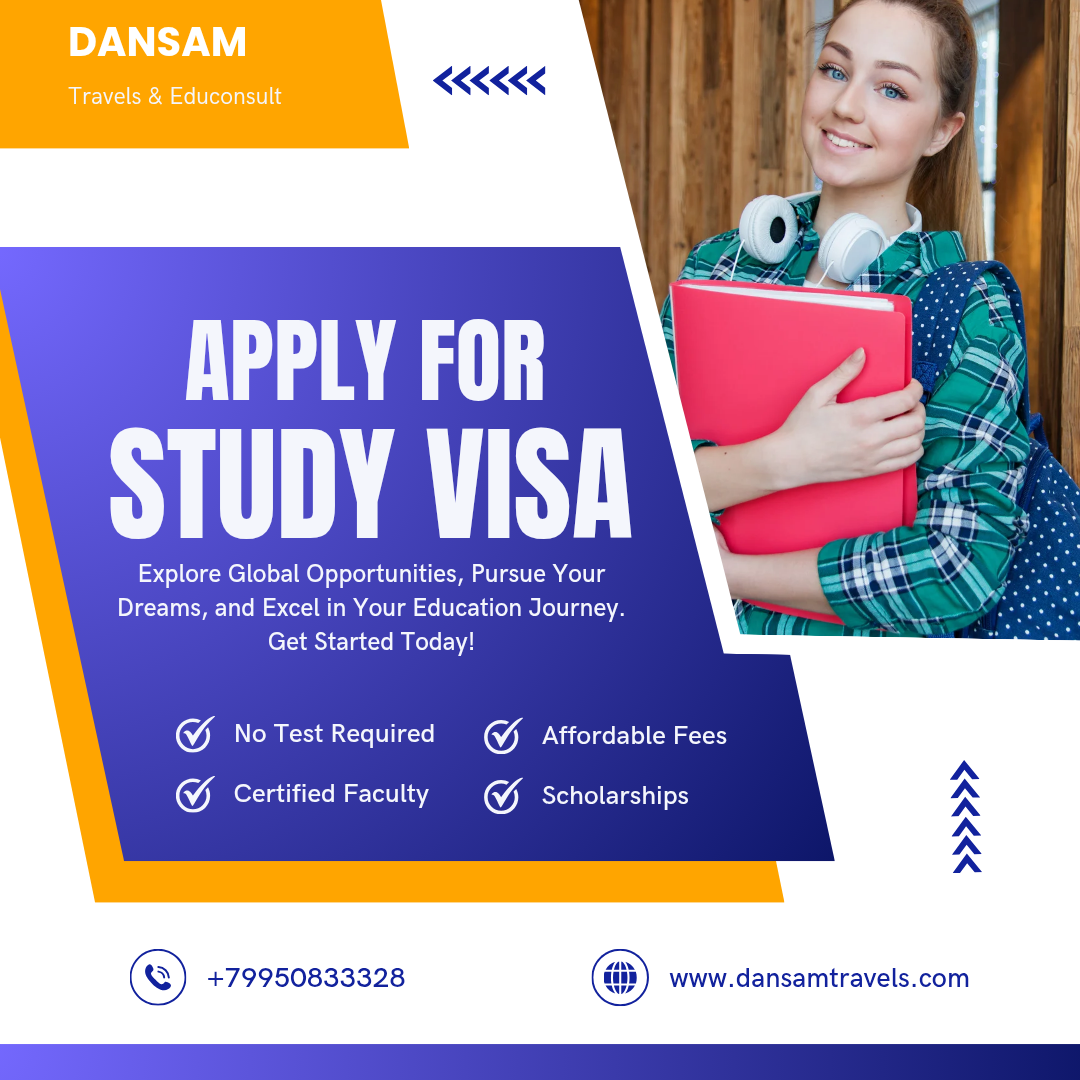 DANSAM
Travels & Educonsult
APPLY FOR
STUDY VISA
Explore Global Opportunities, Pursue Your
Dreams, and Excel in Your Education Journey.
Get Started Today!
No Test Required
Affordable Fees
Certified Faculty
Scholarships
+79950833328
www.dansamtravels.com